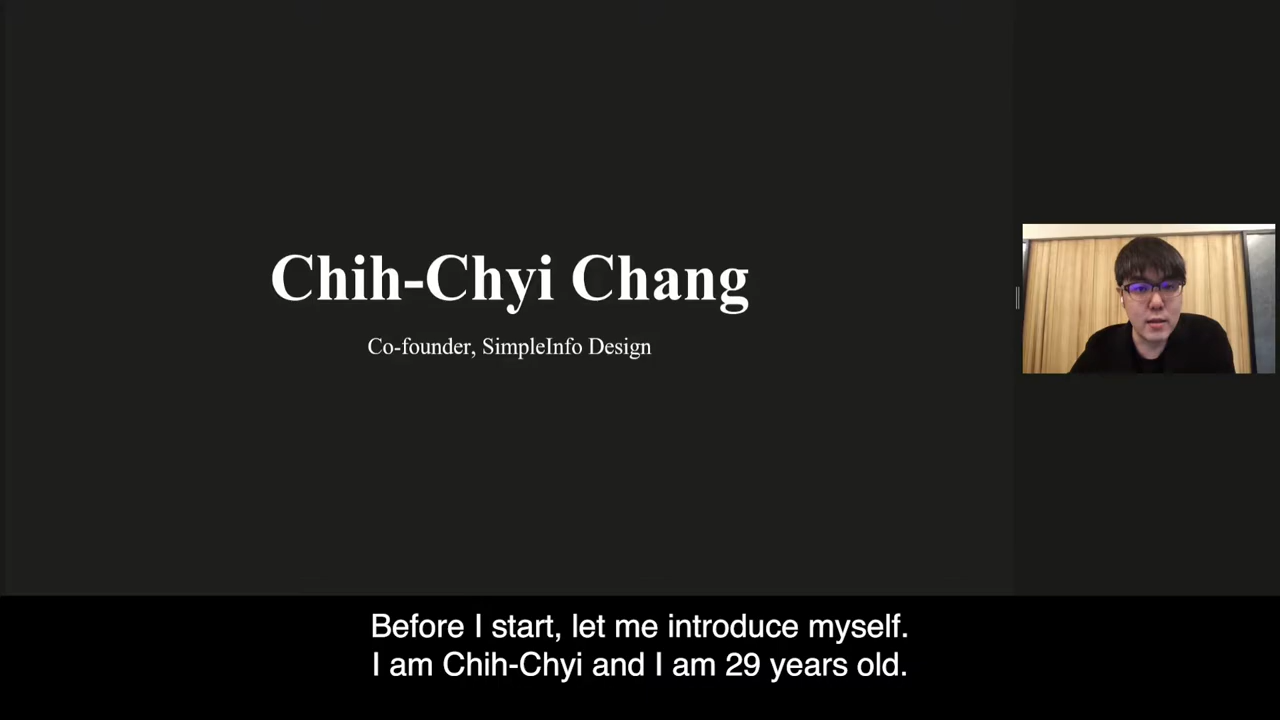 Chih-Chyi Chang
Co-founder, SimpleInfo Design
Before I start, let me introduce myself.
I am Chih-Chyi and I am 29 years old.